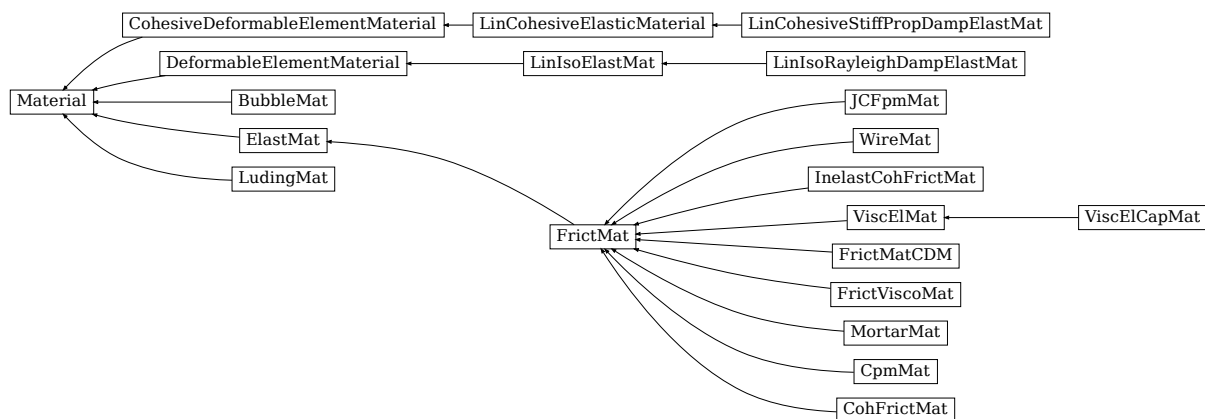 CohesiveDeformableElementMaterial
LinCohesiveElasticMaterial
LinCohesiveStiffPropDampElastMat
DeformableElementMaterial
LinIsoElastMat
LinIsoRayleighDampElastMat
Material
BubbleMat
JCFpmMat
ElastMat
WireMat
LudingMat
InelastCohFrictMat
ViscElMat
ViscElCapMat
FrictMat
FrictMatCDM
FrictViscoMat
MortarMat
CpmMat
CohFrictMat